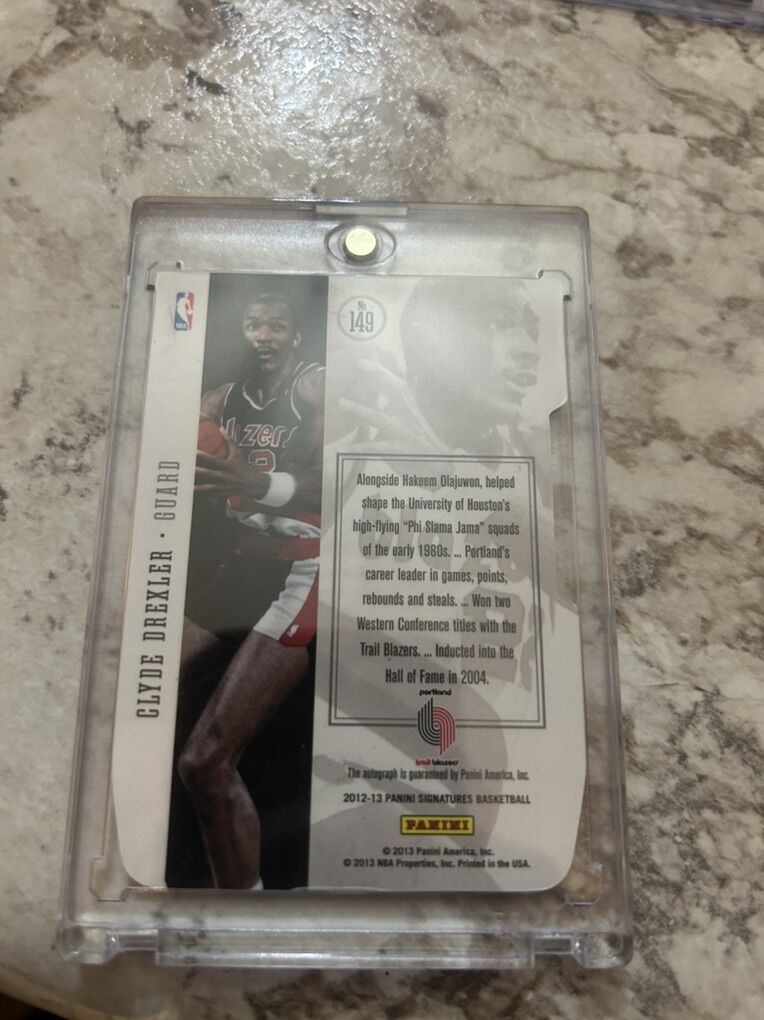 NBA
No
149
CLYDE DREXLER • GUARD
Alongside Hakeem Olajuwon, helped
shape the University of Houston's
high-flying “Phi Slama Jama” squads
of the early 1980s. ... Portland's
career leader in games, points,
rebounds and steals. ... Won two
Western Conference titles with the
Trail Blazers. ... Inducted into the
Hall of Fame in 2004.
portland
trail blazers
The autograph is guaranteed by Panini America, Inc.
2012-13 PANINI SIGNATURES BASKETBALL
PANINI
© 2013 Panini America, Inc.
© 2013 NBA Properties, Inc. Printed in the USA.